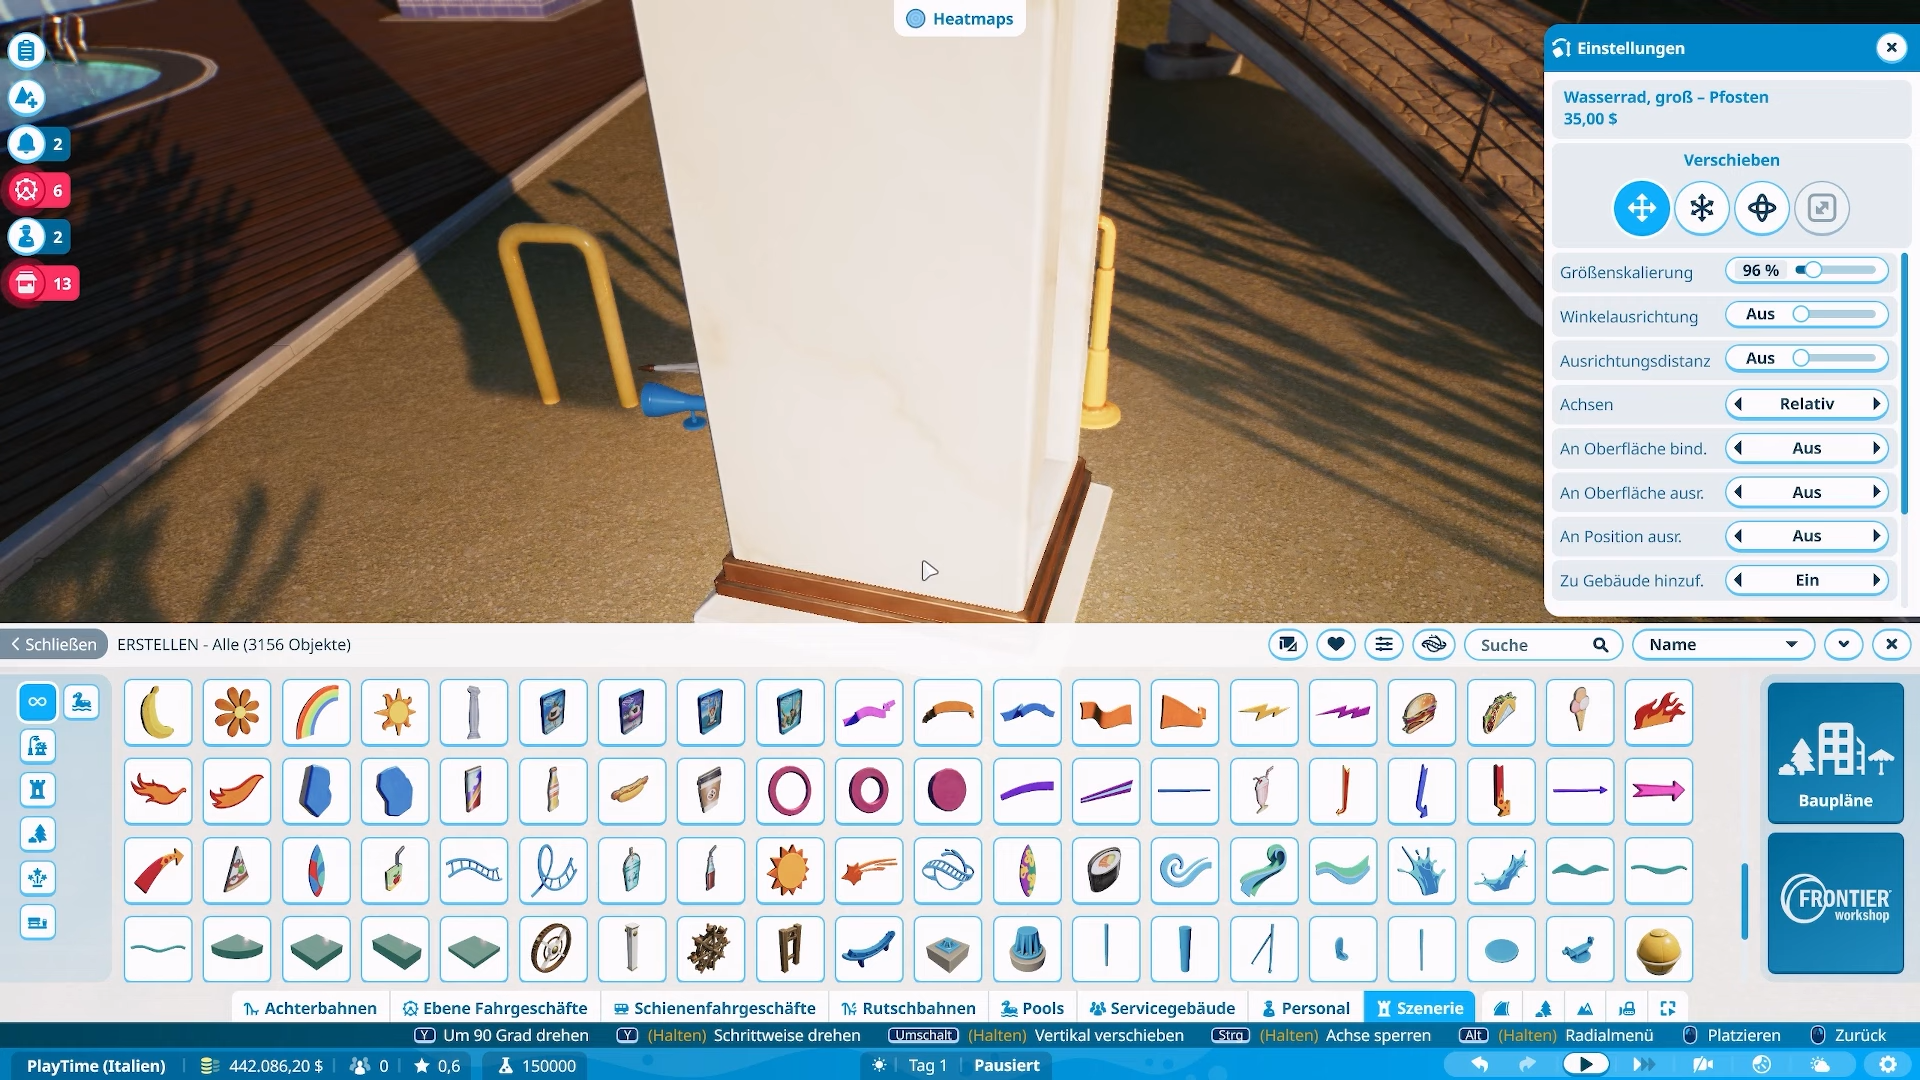 Heatmaps
2
6
2
13
Einstellungen
Wasserrad, groß – Pfosten
35,00 $
Verschieben
Größenskalierung 96 %
Winkelausrichtung Aus
Ausrichtungsdistanz Aus
Achsen Relativ
An Oberfläche bind. Aus
An Oberfläche ausr. Aus
An Position ausr. Aus
Zu Gebäude hinzuf. Ein
Schließen ERSTELLEN - Alle (3156 Objekte) Suche Name
Baupläne
FRONTIER
workshop
Achterbahnen Ebene Fahrgeschäfte Schienenfahrgeschäfte Rutschbahnen Pools Servicegebäude Personal Szenerie
Y Um 90 Grad drehen Y (Halten) Schrittweise drehen Umschalt (Halten) Vertikal verschieben Strg (Halten) Achse sperren Alt (Halten) Radialmenü Platzieren Zurück
PlayTime (Italien) 442.086,20 $ 0 0,6 150000 Tag 1 Pausiert